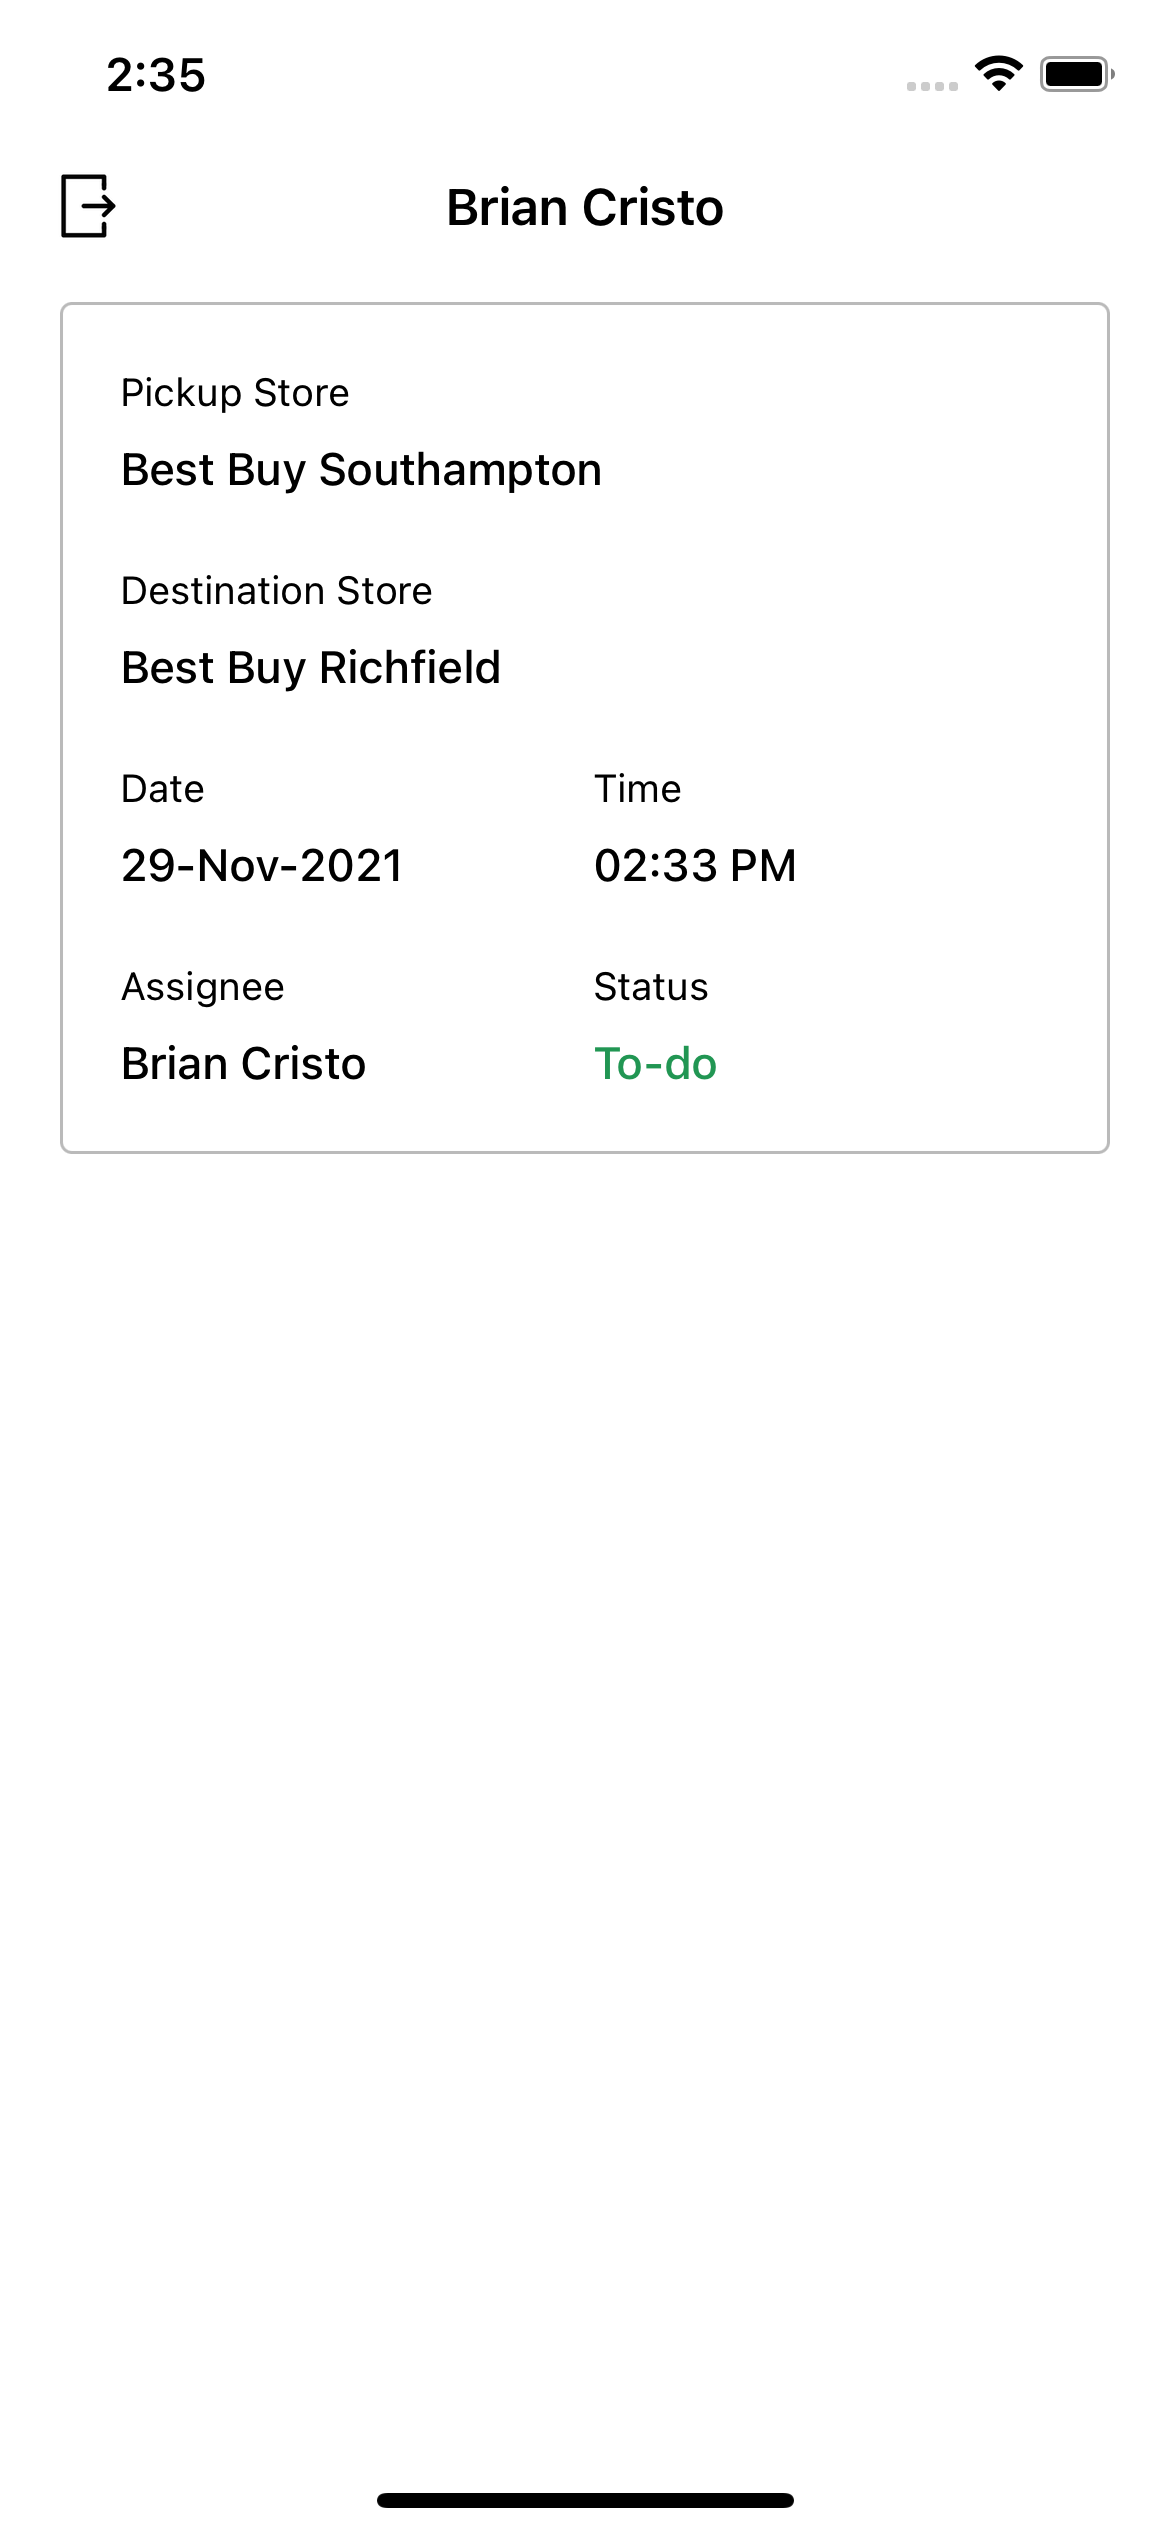 2:35
Brian Cristo
Pickup Store
Best Buy Southampton
Destination Store
Best Buy Richfield
Date Time
29-Nov-2021 02:33 PM
Assignee Status
Brian Cristo To-do